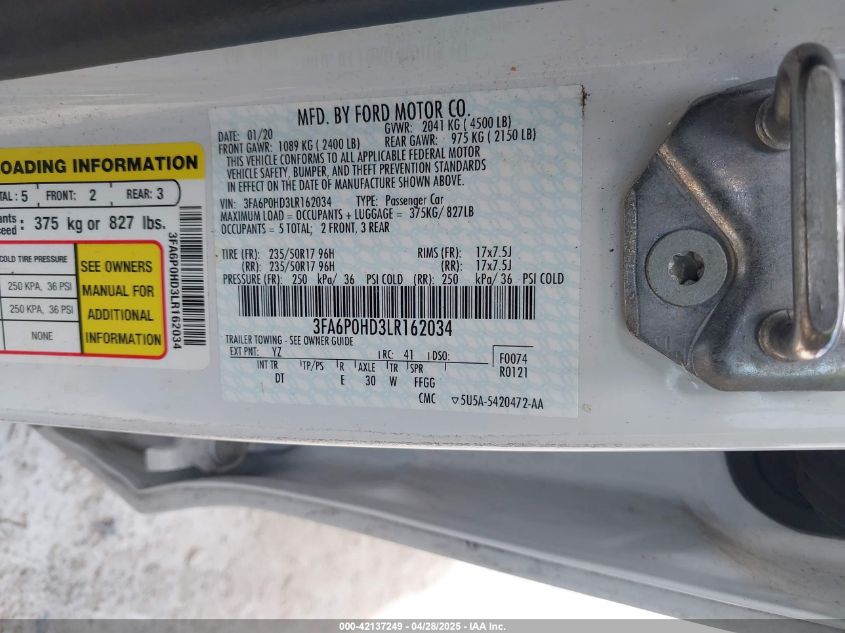 MFD. BY FORD MOTOR CO.
DATE: 01/20 GVWR: 2041 KG ( 4500 LB)
FRONT GAWR: 1089 KG ( 2400 LB) REAR GAWR: 975 KG ( 2150 LB)
THIS VEHICLE CONFORMS TO ALL APPLICABLE FEDERAL MOTOR
VEHICLE SAFETY, BUMPER, AND THEFT PREVENTION STANDARDS
IN EFFECT ON THE DATE OF MANUFACTURE SHOWN ABOVE.
VIN: 3FA6P0HD3LR162034 TYPE: Passenger Car
MAXIMUM LOAD = OCCUPANTS + LUGGAGE = 375KG/ 827LB
OCCUPANTS = 5 TOTAL; 2 FRONT, 3 REAR
TIRE (FR): 235/50R17 96H RIMS (FR): 17x7.5J
(RR): 235/50R17 96H (RR): 17x7.5J
PRESSURE (FR): 250 kPa/ 36 PSI COLD (RR): 250 kPa/ 36 PSI COLD
3FA6P0HD3LR162034
TRAILER TOWING - SEE OWNER GUIDE
EXT PNT: YZ RC: 41 DSO: F0074
INT TR TP/PS R AXLE TR SPR R0121
DT E 30 W FFGG
CMC ▽5U5A-5420472-AA
LOADING INFORMATION
TAL : 5 FRONT: 2 REAR: 3
ants
ceed: 375 kg or 827 lbs.
COLD TIRE PRESSURE
250 KPA, 36 PSI
250 KPA, 36 PSI
NONE
SEE OWNERS
MANUAL FOR
ADDITIONAL
INFORMATION
3FA6P0HD3LR162034
000-42137249 | 04/28/2025 - IAA Inc. |